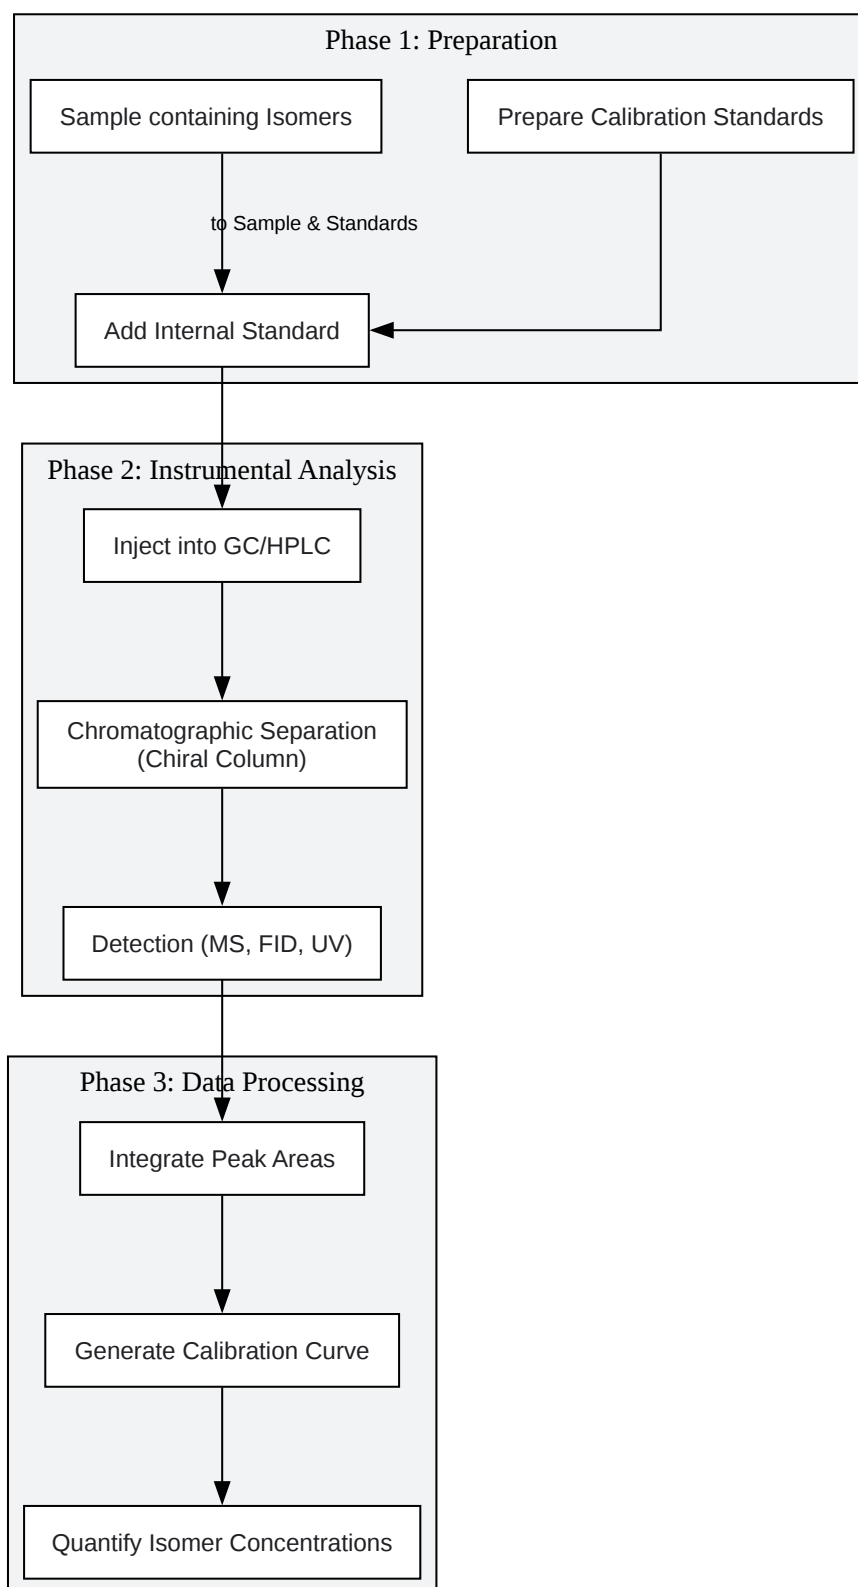 Phase 1: Preparation
Sample containing Isomers
Prepare Calibration Standards
to Sample & Standards
Add Internal Standard
Phase 2: Instrumental Analysis
Inject into GC/HPLC
Chromatographic Separation
(Chiral Column)
Detection (MS, FID, UV)
Phase 3: Data Processing
Integrate Peak Areas
Generate Calibration Curve
Quantify Isomer Concentrations